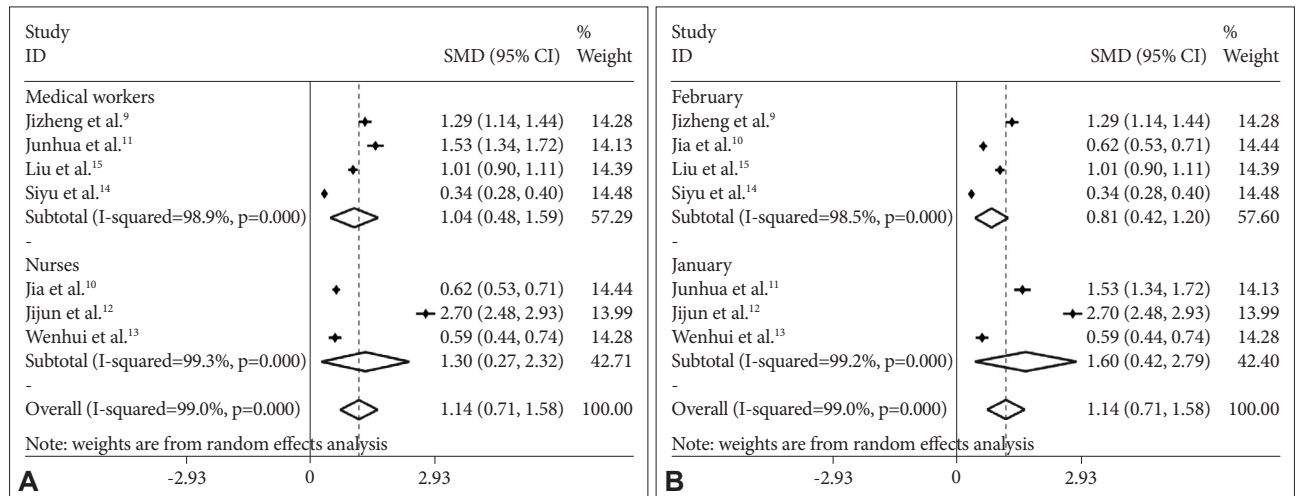 Study %
ID SMD (95% CI) Weight
Medical workers
Jizheng et al.⁹ 1.29 (1.14, 1.44) 14.28
Junhua et al.¹¹ 1.53 (1.34, 1.72) 14.13
Liu et al.¹⁵ 1.01 (0.90, 1.11) 14.39
Siyu et al.¹⁴ 0.34 (0.28, 0.40) 14.48
Subtotal (I-squared=98.9%, p=0.000) 1.04 (0.48, 1.59) 57.29
-
Nurses
Jia et al.¹⁰ 0.62 (0.53, 0.71) 14.44
Jijun et al.¹² 2.70 (2.48, 2.93) 13.99
Wenhui et al.¹³ 0.59 (0.44, 0.74) 14.28
Subtotal (I-squared=99.3%, p=0.000) 1.30 (0.27, 2.32) 42.71
-
Overall (I-squared=99.0%, p=0.000) 1.14 (0.71, 1.58) 100.00
Note: weights are from random effects analysis
A -2.93 0 2.93
Study %
ID SMD (95% CI) Weight
February
Jizheng et al.⁹ 1.29 (1.14, 1.44) 14.28
Jia et al.¹⁰ 0.62 (0.53, 0.71) 14.44
Liu et al.¹⁵ 1.01 (0.90, 1.11) 14.39
Siyu et al.¹⁴ 0.34 (0.28, 0.40) 14.48
Subtotal (I-squared=98.5%, p=0.000) 0.81 (0.42, 1.20) 57.60
-
January
Junhua et al.¹¹ 1.53 (1.34, 1.72) 14.13
Jijun et al.¹² 2.70 (2.48, 2.93) 13.99
Wenhui et al.¹³ 0.59 (0.44, 0.74) 14.28
Subtotal (I-squared=99.2%, p=0.000) 1.60 (0.42, 2.79) 42.40
-
Overall (I-squared=99.0%, p=0.000) 1.14 (0.71, 1.58) 100.00
Note: weights are from random effects analysis
B -2.93 0 2.93